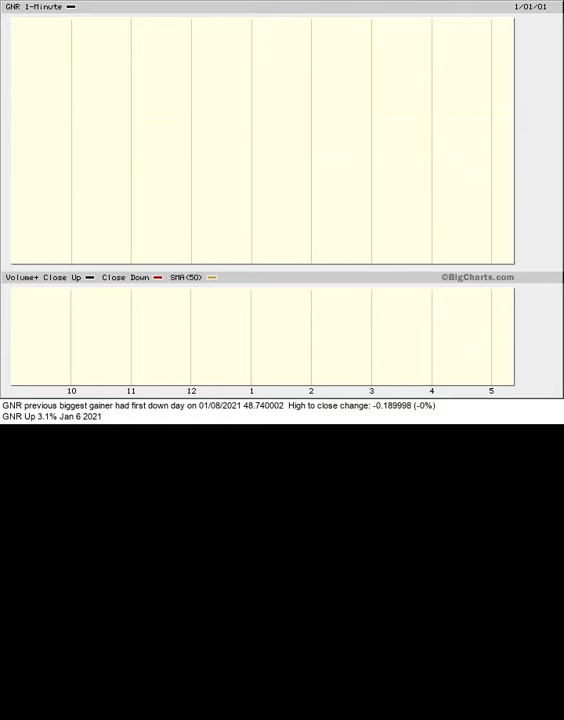 GNR 1-Minute 1/01/01
Volume+ Close Up Close Down SMA(50) ©BigCharts.com
10 11 12 1 2 3 4 5
GNR previous biggest gainer had first down day on 01/08/2021 48.740002 High to close change: -0.189998 (-0%)
GNR Up 3.1% Jan 6 2021